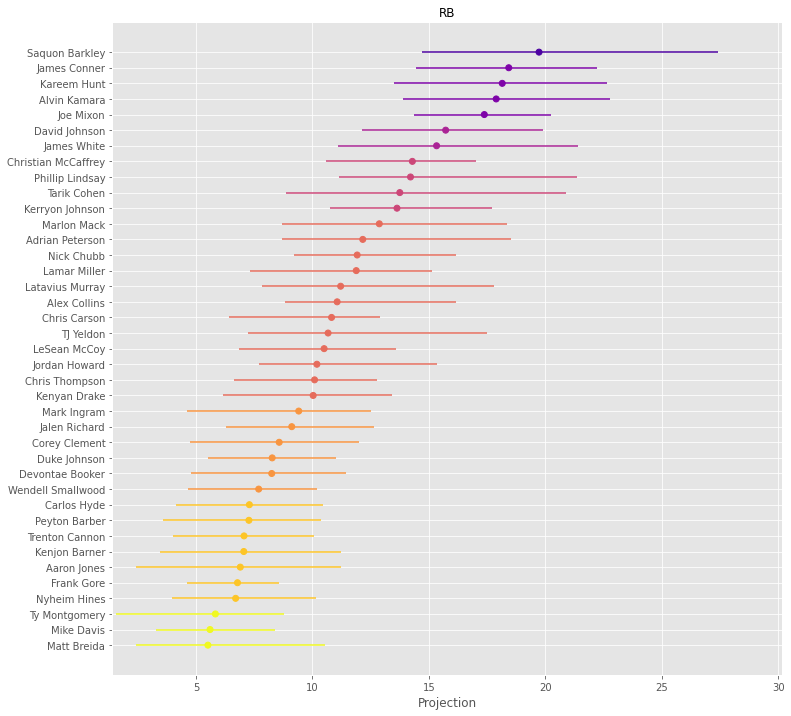 RB
Saquon Barkley
James Conner
Kareem Hunt
Alvin Kamara
Joe Mixon
David Johnson
James White
Christian McCaffrey
Phillip Lindsay
Tarik Cohen
Kerryon Johnson
Marlon Mack
Adrian Peterson
Nick Chubb
Lamar Miller
Latavius Murray
Alex Collins
Chris Carson
TJ Yeldon
LeSean McCoy
Jordan Howard
Chris Thompson
Kenyan Drake
Mark Ingram
Jalen Richard
Corey Clement
Duke Johnson
Devontae Booker
Wendell Smallwood
Carlos Hyde
Peyton Barber
Trenton Cannon
Kenjon Barner
Aaron Jones
Frank Gore
Nyheim Hines
Ty Montgomery
Mike Davis
Matt Breida
5 10 15 20 25 30
Projection